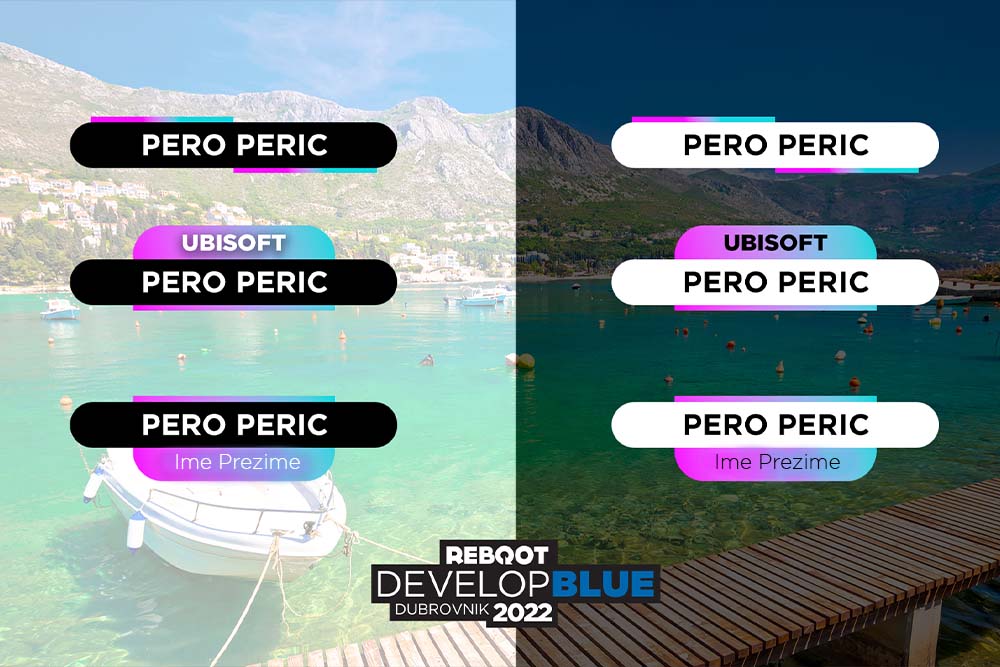 PERO PERIC
PERO PERIC
UBISOFT
PERO PERIC
UBISOFT
PERO PERIC
PERO PERIC
Ime Prezime
PERO PERIC
Ime Prezime
REBOOT
DEVELOPBLUE
DUBROVNIK 2022